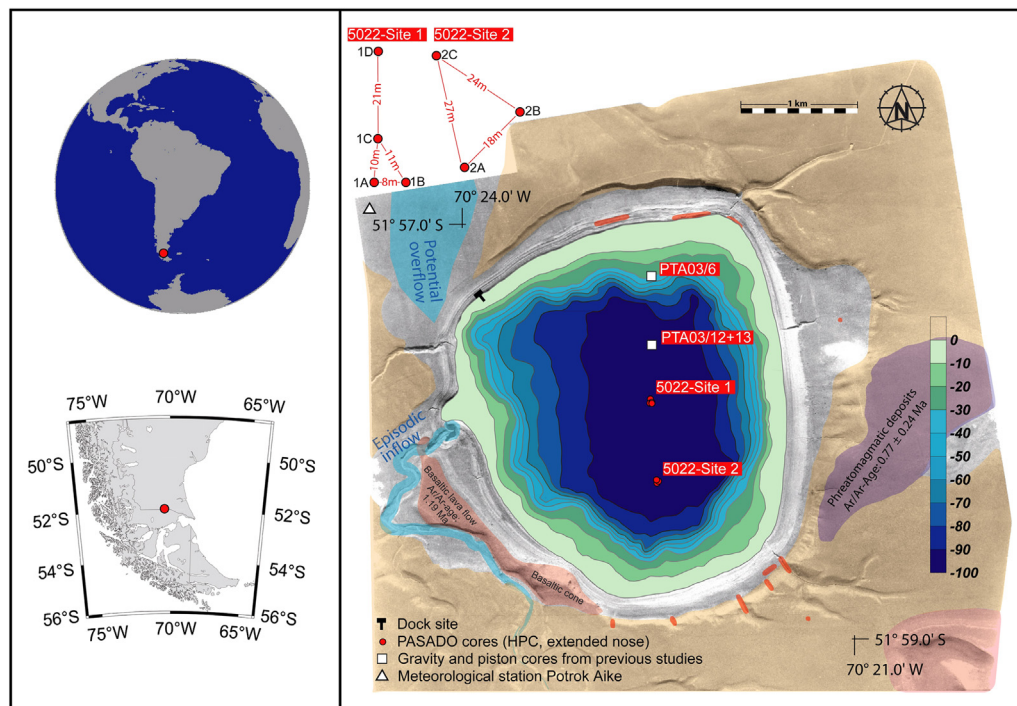 75°W
70°W
65°W
50°S
50°S
52°S
52°S
54°S
54°S
56°S
56°S
75°W
70°W
65°W
5022-Site 1
5022-Site 2
1D
2C
21m
24m
27m
2B
1C
18m
10m
11m
2A
1A
8m
1B
70° 24.0' W
51° 57.0' S
1 km
N
Potential
overflow
PTA03/6
PTA03/12+13
5022-Site 1
5022-Site 2
Episodic
inflow
Basaltic lava flow
Ar/Ar-age:
1.19 Ma
Basaltic cone
Phreatomagmatic deposits
Ar/Ar-Age: 0.77 ± 0.24 Ma
0
-10
-20
-30
-40
-50
-60
-70
-80
-90
-100
Dock site
PASADO cores (HPC, extended nose)
Gravity and piston cores from previous studies
Meteorological station Potrok Aike
51° 59.0' S
70° 21.0' W